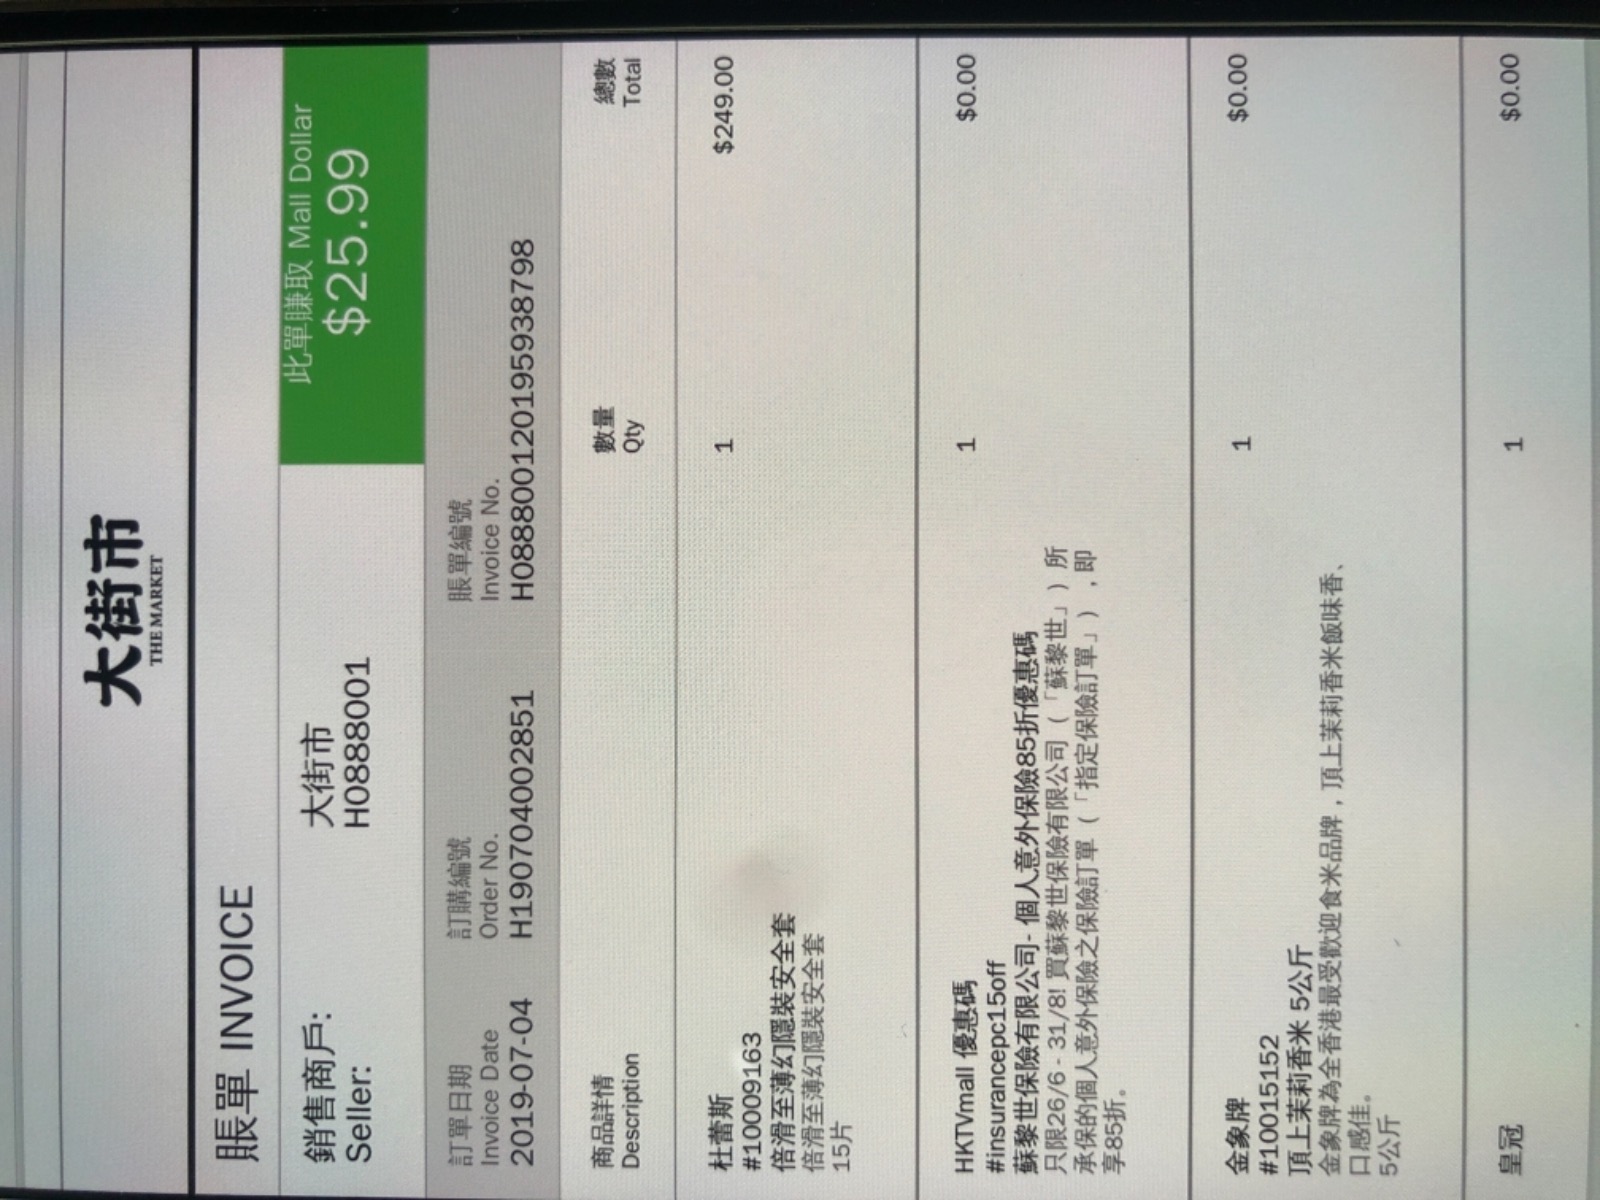 大街市
THE MARKET
賬單 INVOICE
銷售商戶:
Seller:
大街市
H0888001
此單賺取 Mall Dollar
$25.99
訂單日期
Invoice Date
2019-07-04
訂購編號
Order No.
H190704002851
賬單編號
Invoice No.
H088800120195938798
商品詳情 數量 總數
Description Qty Total
杜蕾斯 1 $249.00
#10009163
倍滑至薄幻隱裝安全套
倍滑至薄幻隱裝安全套
15片
HKTVmall 優惠碼 1 $0.00
#insurancepc15off
蘇黎世保險有限公司- 個人意外保險85折優惠碼
只限26/6 - 31/8! 買蘇黎世保險有限公司（「蘇黎世」）所
承保的個人意外保險之保險訂單（「指定保險訂單」），即
享85折。
金象牌 1 $0.00
#10015152
頂上茉莉香米 5公斤
金象牌為全香港最受歡迎食米品牌，頂上茉莉香米飯味香、
口感佳。
5公斤
皇冠 1 $0.00